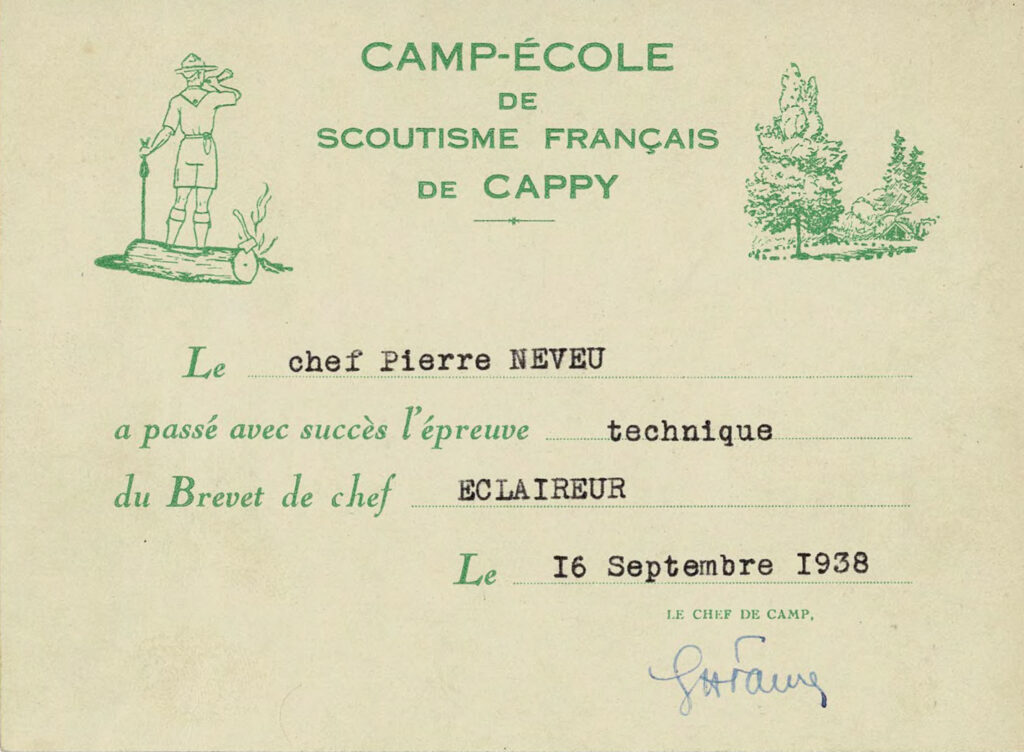 CAMP-ÉCOLE
DE
SCOUTISME FRANÇAIS
DE CAPPY
Le chef Pierre NEVEU
a passé avec succès l'épreuve technique
du Brevet de chef ECLAIREUR
Le I6 Septembre I938
LE CHEF DE CAMP,